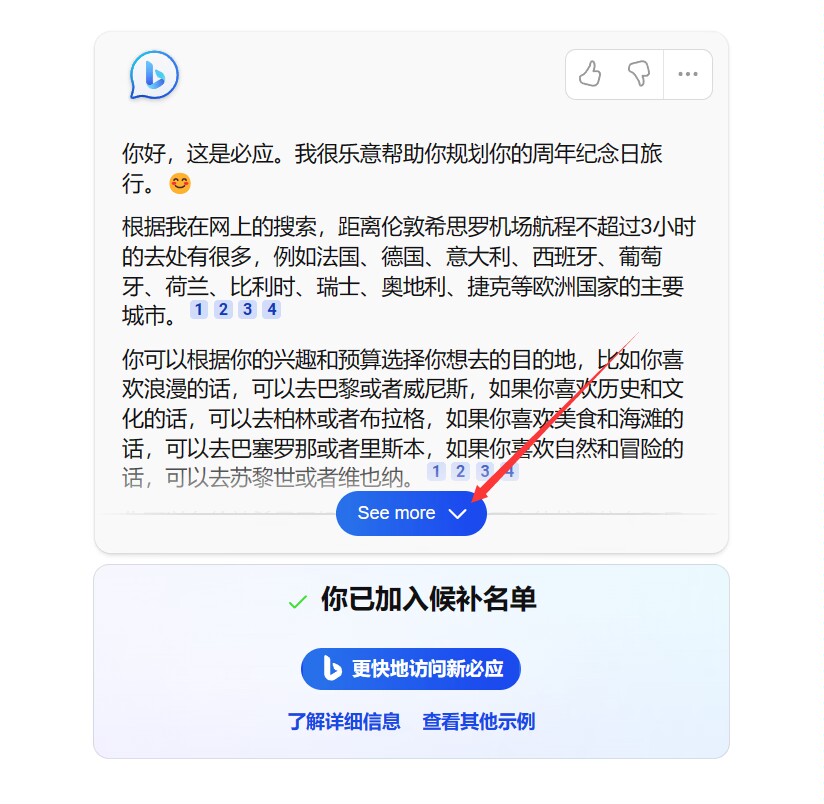 你好，这是必应。我很乐意帮助你规划你的周年纪念日旅
行。😊
根据我在网上的搜索，距离伦敦希思罗机场航程不超过3小时
的去处有很多，例如法国、德国、意大利、西班牙、葡萄
牙、荷兰、比利时、瑞士、奥地利、捷克等欧洲国家的主要
城市。 1 2 3 4
你可以根据你的兴趣和预算选择你想去的目的地，比如你喜
欢浪漫的话，可以去巴黎或者威尼斯，如果你喜欢历史和文
化的话，可以去柏林或者布拉格，如果你喜欢美食和海滩的
话，可以去巴塞罗那或者里斯本，如果你喜欢自然和冒险的
话，可以去苏黎世或者维也纳。 1 2 3 4
See more
你已加入候补名单
更快地访问新必应
了解详细信息 查看其他示例